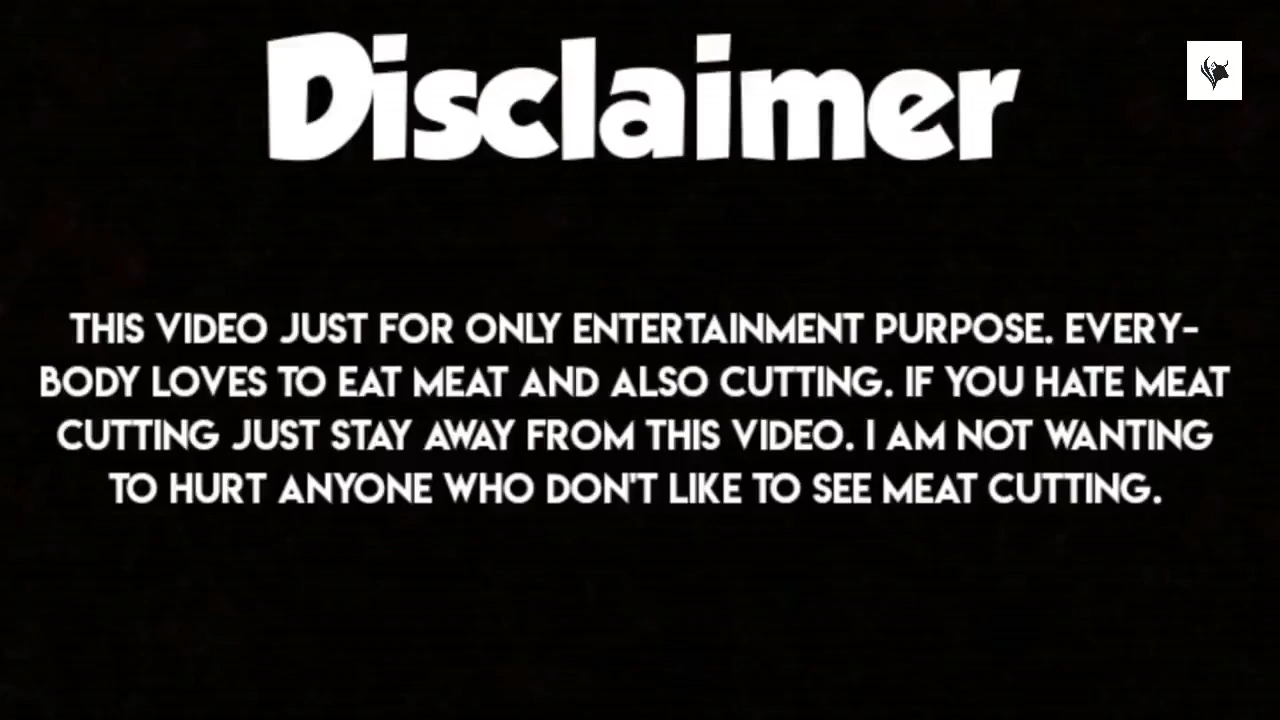 Disclaimer
THIS VIDEO JUST FOR ONLY ENTERTAINMENT PURPOSE. EVERY-
BODY LOVES TO EAT MEAT AND ALSO CUTTING. IF YOU HATE MEAT
CUTTING JUST STAY AWAY FROM THIS VIDEO. I AM NOT WANTING
TO HURT ANYONE WHO DON'T LIKE TO SEE MEAT CUTTING.